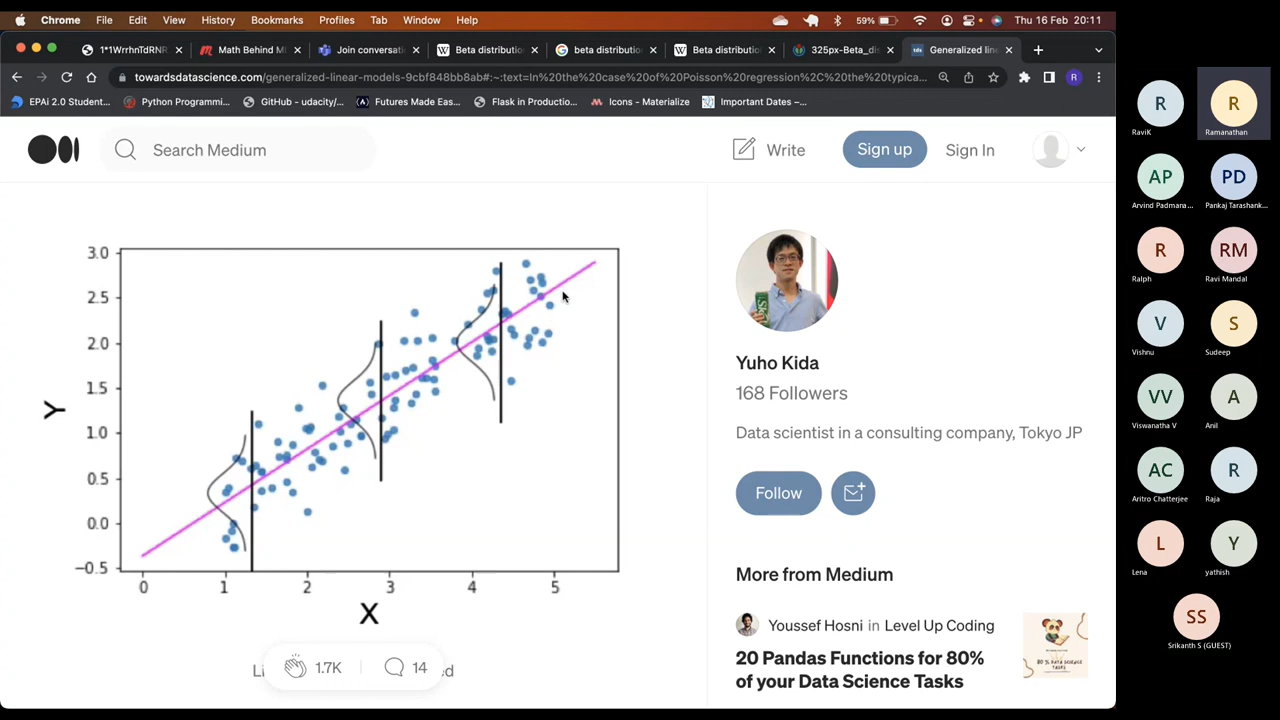 Chrome File Edit View History Bookmarks Profiles Tab Window Help 59% Thu 16 Feb 20:11
1*1WrrhnTdRNR Math Behind M Join conversati Beta distributio beta distributio Beta distributio 325px-Beta_dis Generalized line
towardsdatascience.com/generalized-linear-models-9cbf848bb8ab#:~:text=In%20the%20case%20of%20Poisson%20regression%2C%20the%20typica...
EPAi 2.0 Student... Python Programmi... GitHub - udacity/... Futures Made Eas... Flask in Productio... Icons - Materialize Important Dates –...
Search Medium
Write
Sign up
Sign In
3.0
2.5
2.0
1.5
1.0
0.5
0.0
−0.5
Y
0 1 2 3 4 5
X
1.7K
14
Yuho Kida
168 Followers
Data scientist in a consulting company, Tokyo JP
Follow
More from Medium
Youssef Hosni in Level Up Coding
20 Pandas Functions for 80%
of your Data Science Tasks
R
RaviK
R
Ramanathan
AP
Arvind Padmana...
PD
Pankaj Tarashank...
R
Ralph
RM
Ravi Mandal
V
Vishnu
S
Sudeep
VV
Viswanatha V
A
Anil
AC
Aritro Chatterjee
R
Raja
L
Lena
Y
yathish
SS
Srikanth S (GUEST)